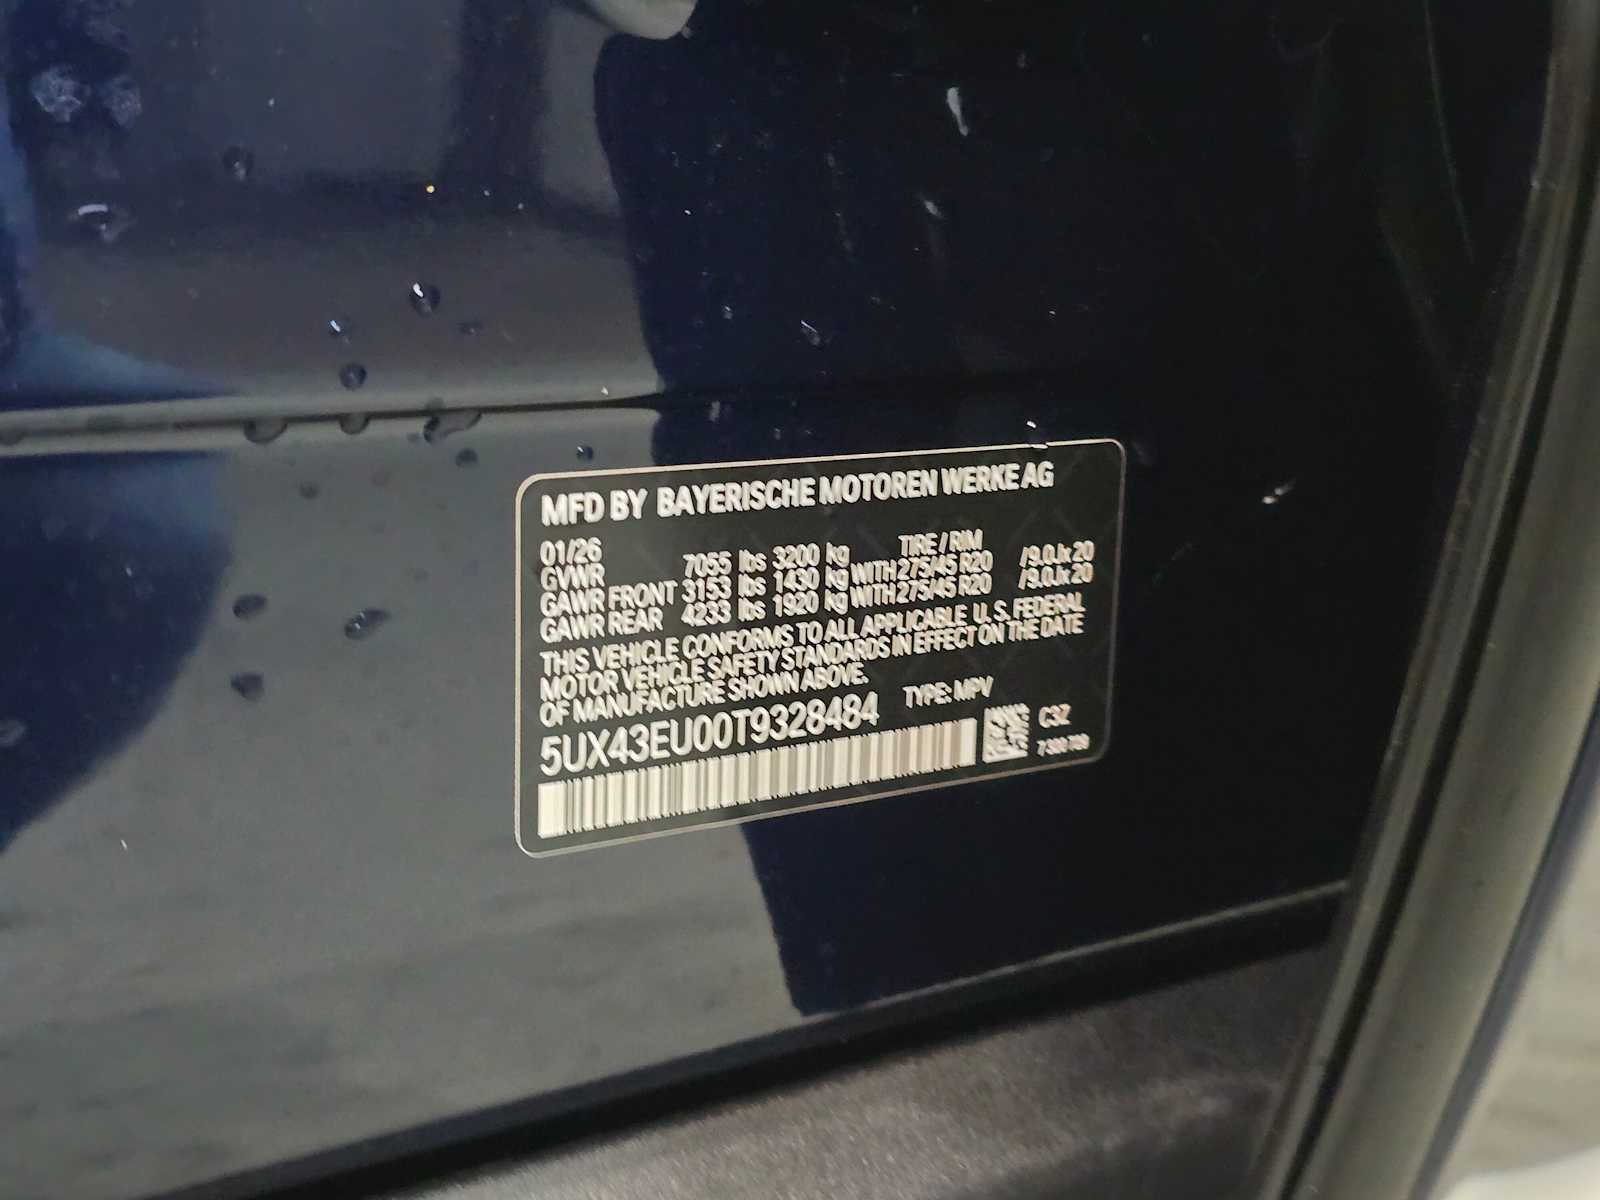 MFD BY BAYERISCHE MOTOREN WERKE AG
01/26 TIRE / RIM
GVWR 7055 lbs 3200 kg
GAWR FRONT 3153 lbs 1430 kg WITH 275/45 R20 /9.0Jx20
GAWR REAR 4233 lbs 1920 kg WITH 275/45 R20 /9.0Jx20
THIS VEHICLE CONFORMS TO ALL APPLICABLE U.S. FEDERAL
MOTOR VEHICLE SAFETY STANDARDS IN EFFECT ON THE DATE
OF MANUFACTURE SHOWN ABOVE.
5UX43EU00T9328484 TYPE: MPV
C3Z